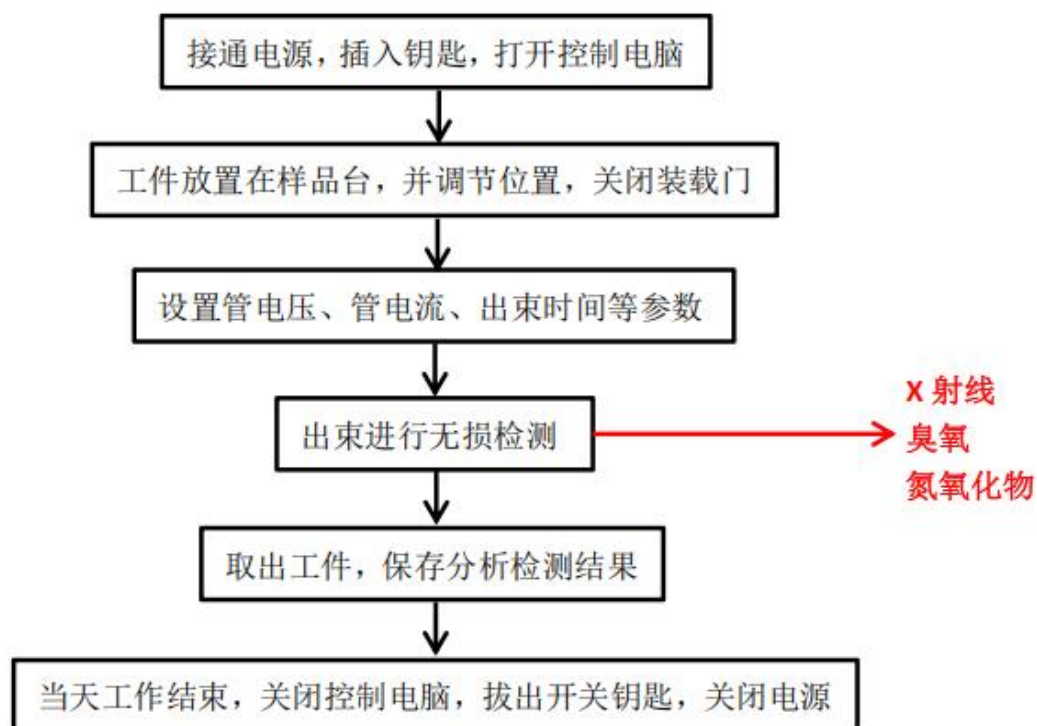 接通电源，插入钥匙，打开控制电脑
工件放置在样品台，并调节位置，关闭装载门
设置管电压、管电流、出束时间等参数
出束进行无损检测
X 射线
臭氧
氮氧化物
取出工件，保存分析检测结果
当天工作结束，关闭控制电脑，拔出开关钥匙，关闭电源